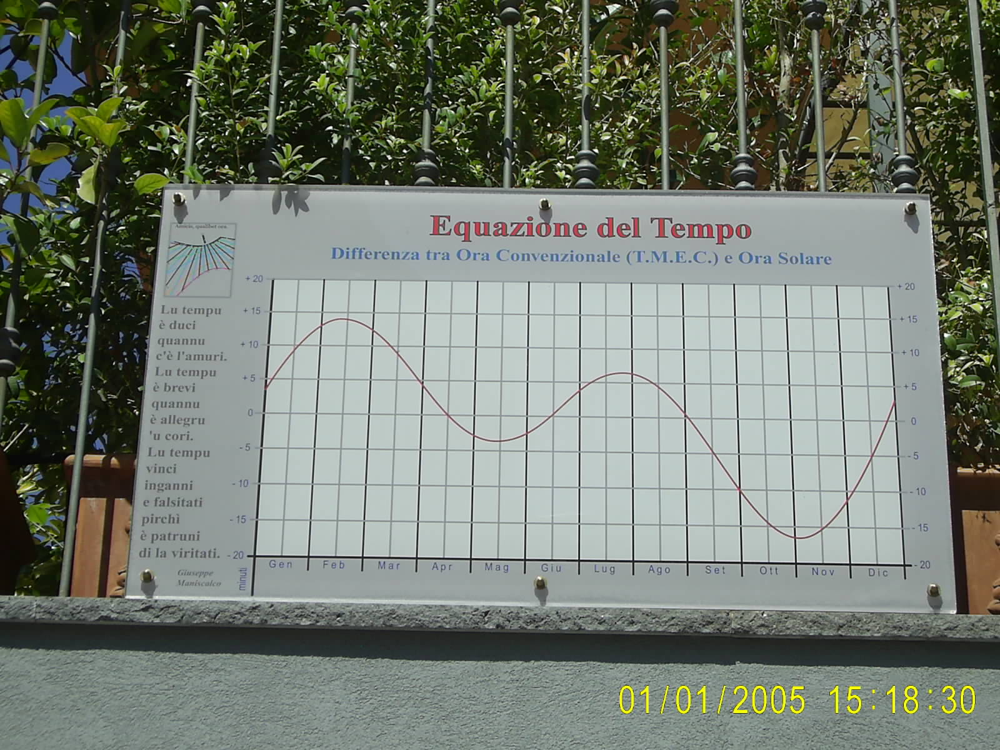 Equazione del Tempo
Differenza tra Ora Convenzionale (T.M.E.C.) e Ora Solare
Amicis, qualibet ora.
Lu tempu
è duci
quannu
c'è l'amuri.
Lu tempu
è brevi
quannu
è allegru
'u cori.
Lu tempu
vinci
inganni
e falsitati
pirchì
è patruni
di la viritati.
Giuseppe
Maniscalco
+ 20
+ 15
+ 10
+ 5
0
- 5
- 10
- 15
- 20
minuti
Gen Feb Mar Apr Mag Giu Lug Ago Set Ott Nov Dic
+ 20
+ 15
+ 10
+ 5
0
- 5
- 10
- 15
- 20
01/01/2005 15:18:30